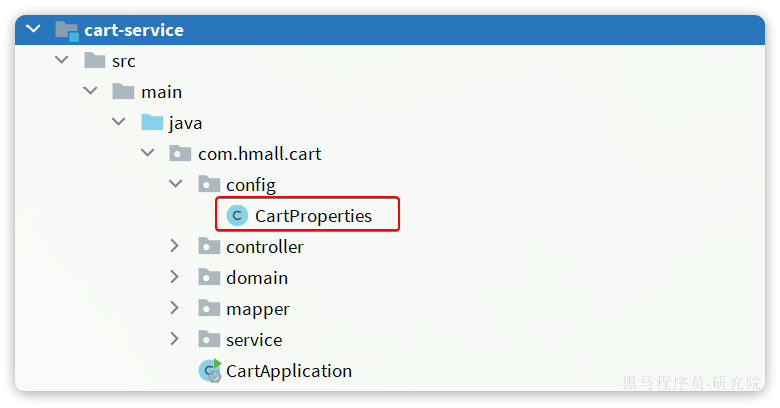 cart-service
src
main
java
com.hmall.cart
config
C CartProperties
controller
domain
mapper
service
C CartApplication
黑马程序员-研究院